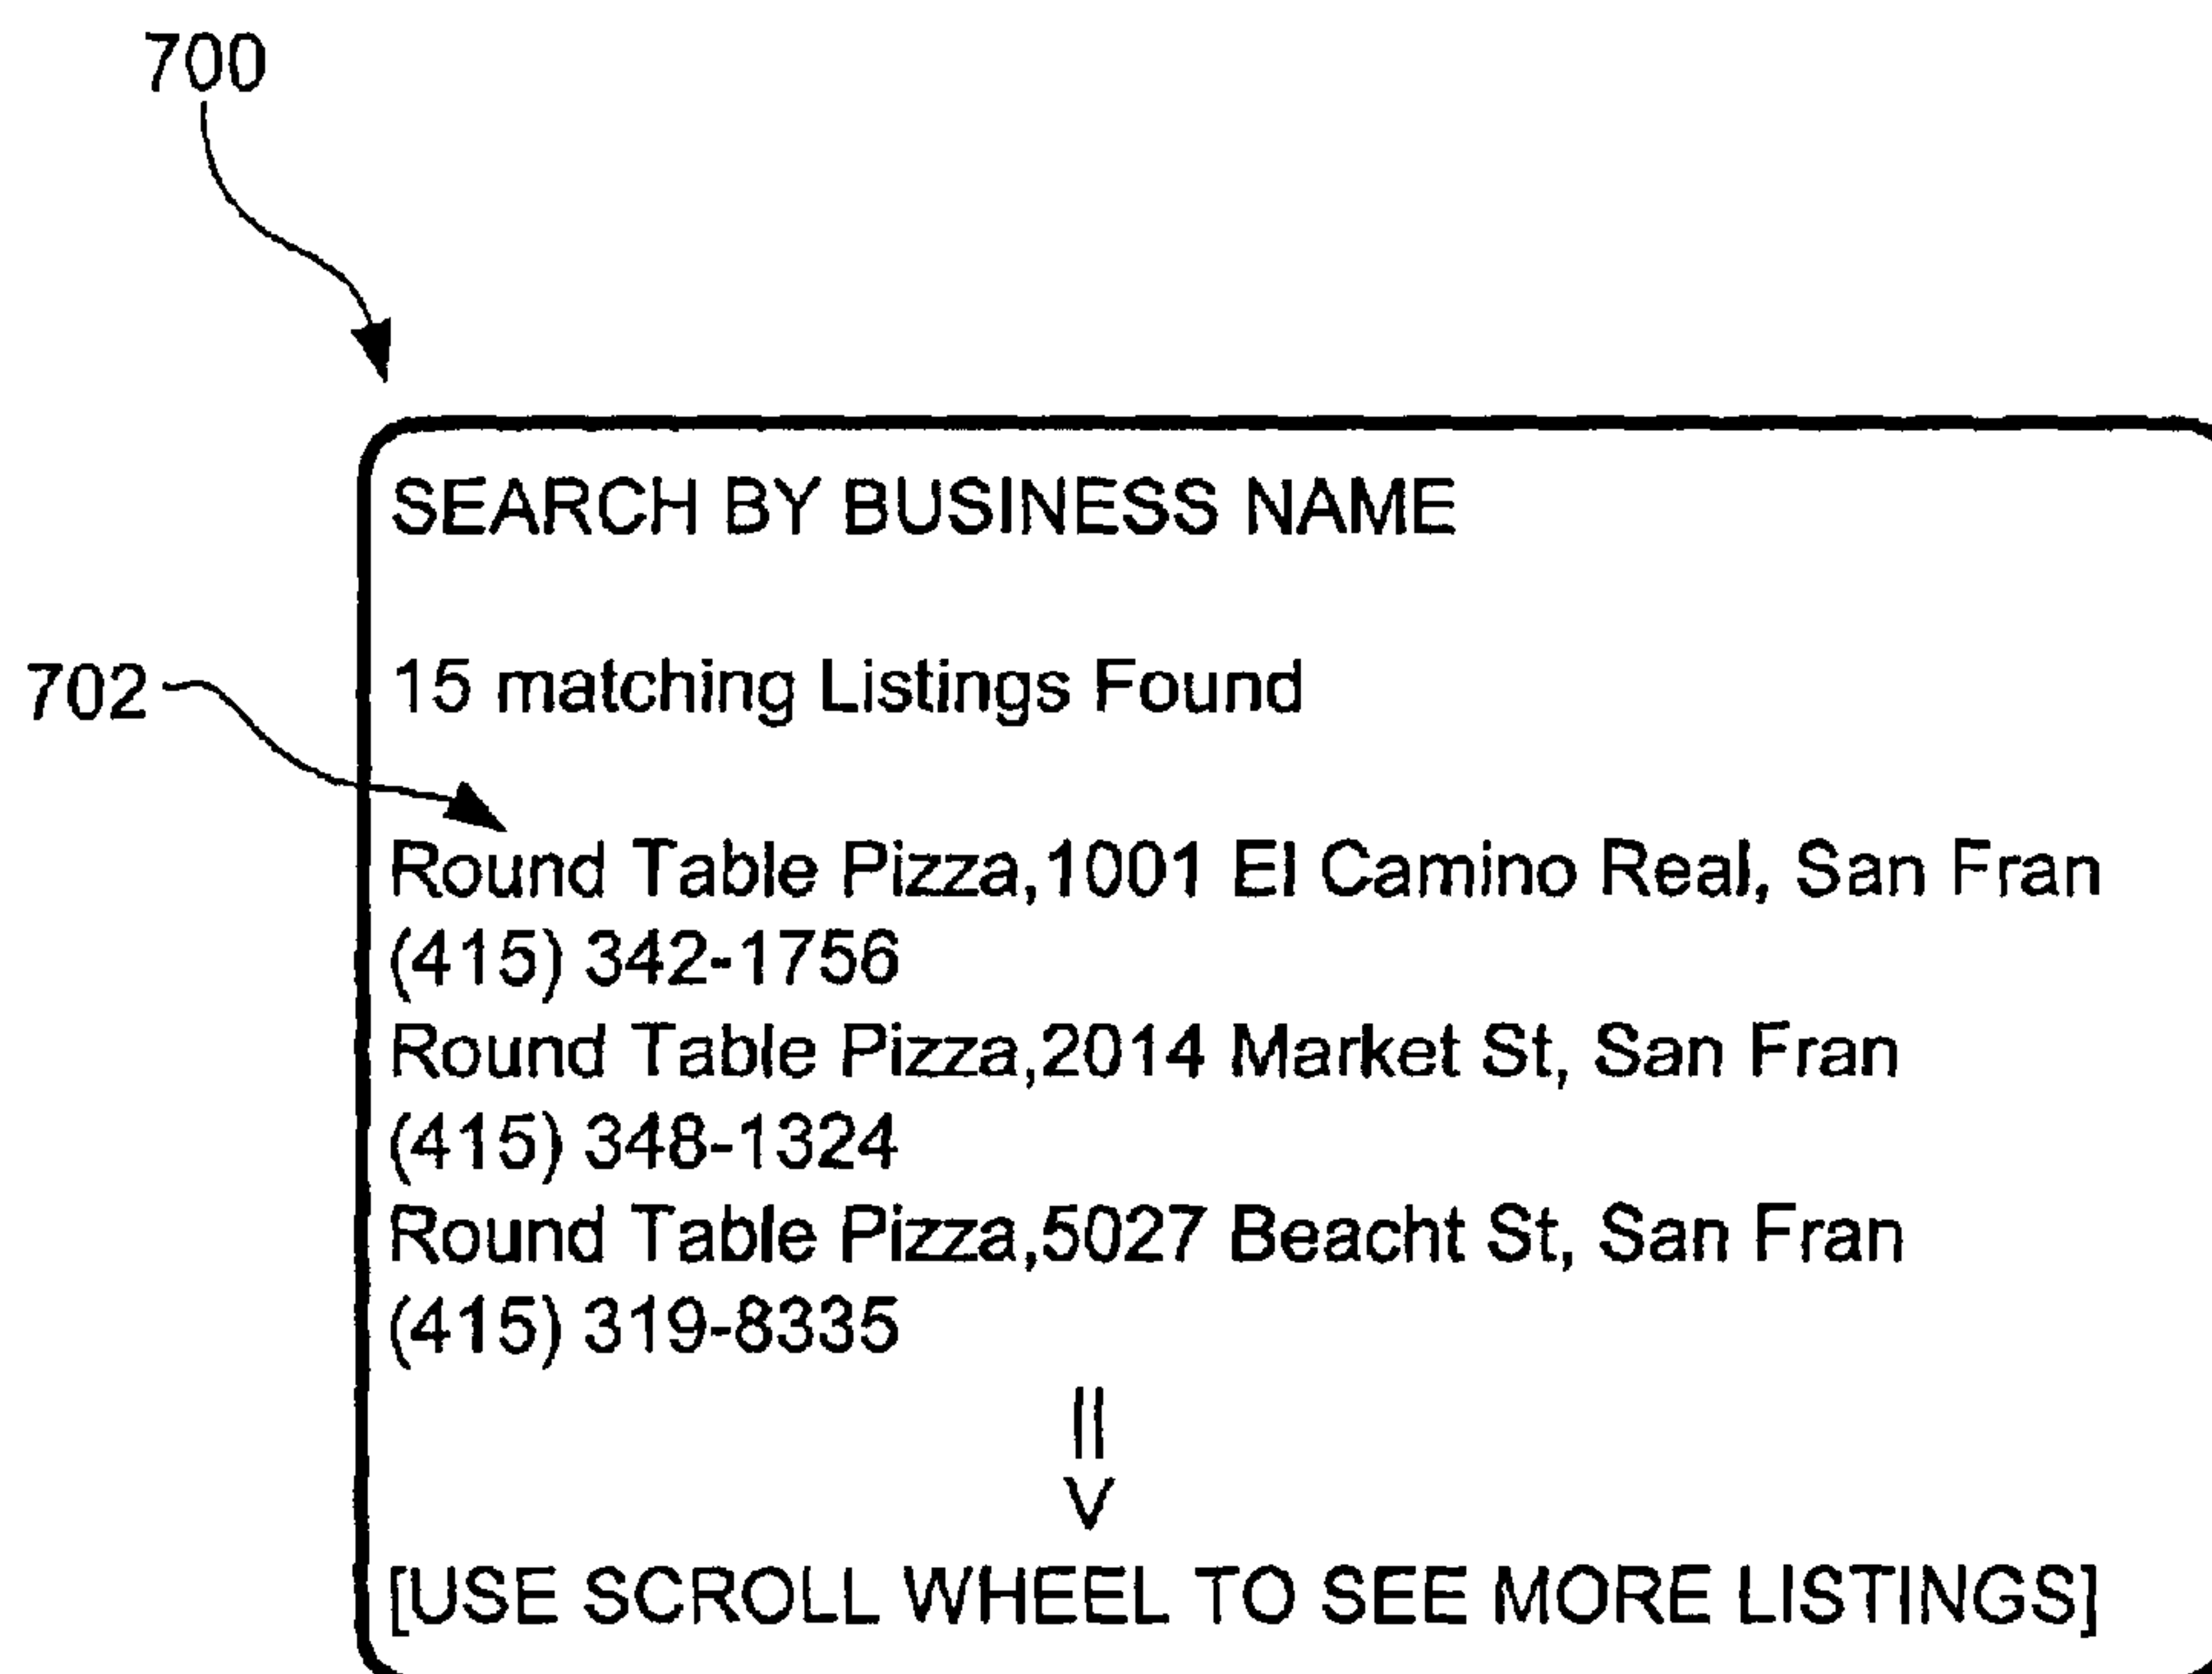 700
SEARCH BY BUSINESS NAME
15 matching Listings Found
702
Round Table Pizza,1001 El Camino Real, San Fran
(415) 342-1756
Round Table Pizza,2014 Market St, San Fran
(415) 348-1324
Round Table Pizza,5027 Beacht St, San Fran
(415) 319-8335
||
V
[USE SCROLL WHEEL TO SEE MORE LISTINGS]